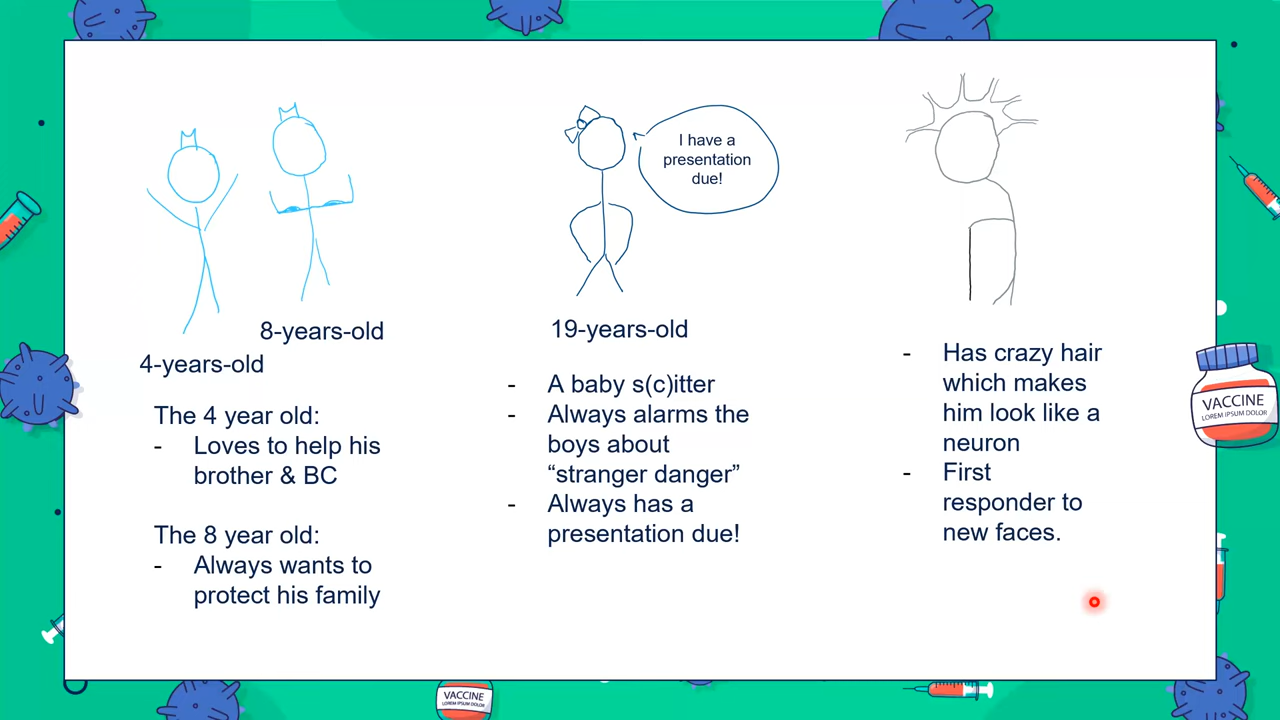 I have a
presentation
due!
8-years-old
4-years-old
The 4 year old:
- Loves to help his
brother & BC
The 8 year old:
- Always wants to
protect his family
19-years-old
- A baby s(c)itter
- Always alarms the
boys about
“stranger danger”
- Always has a
presentation due!
- Has crazy hair
which makes
him look like a
neuron
- First
responder to
new faces.
VACCINE
LOREM IPSUM DOLOR
VACCINE
LOREM IPSUM DOLOR